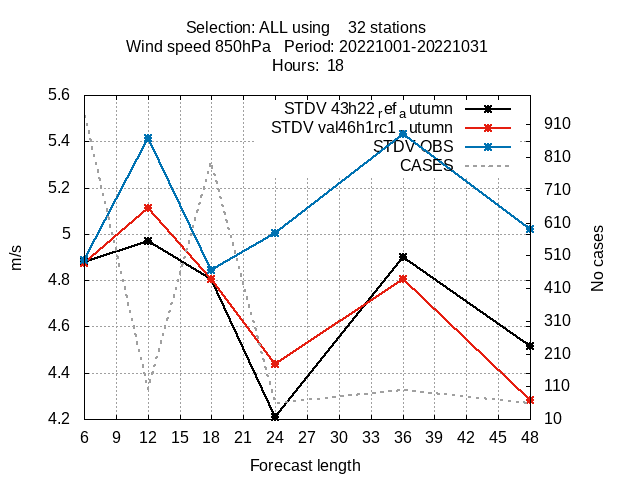 Selection: ALL using 32 stations
Wind speed 850hPa Period: 20221001-20221031
Hours: 18
STDV 43h22refautumn
STDV val46h1rc1autumn
STDV OBS
CASES
5.6
5.4
5.2
5
4.8
4.6
4.4
4.2
m/s
910
810
710
610
510
410
310
210
110
10
No cases
6 9 12 15 18 21 24 27 30 33 36 39 42 45 48
Forecast length